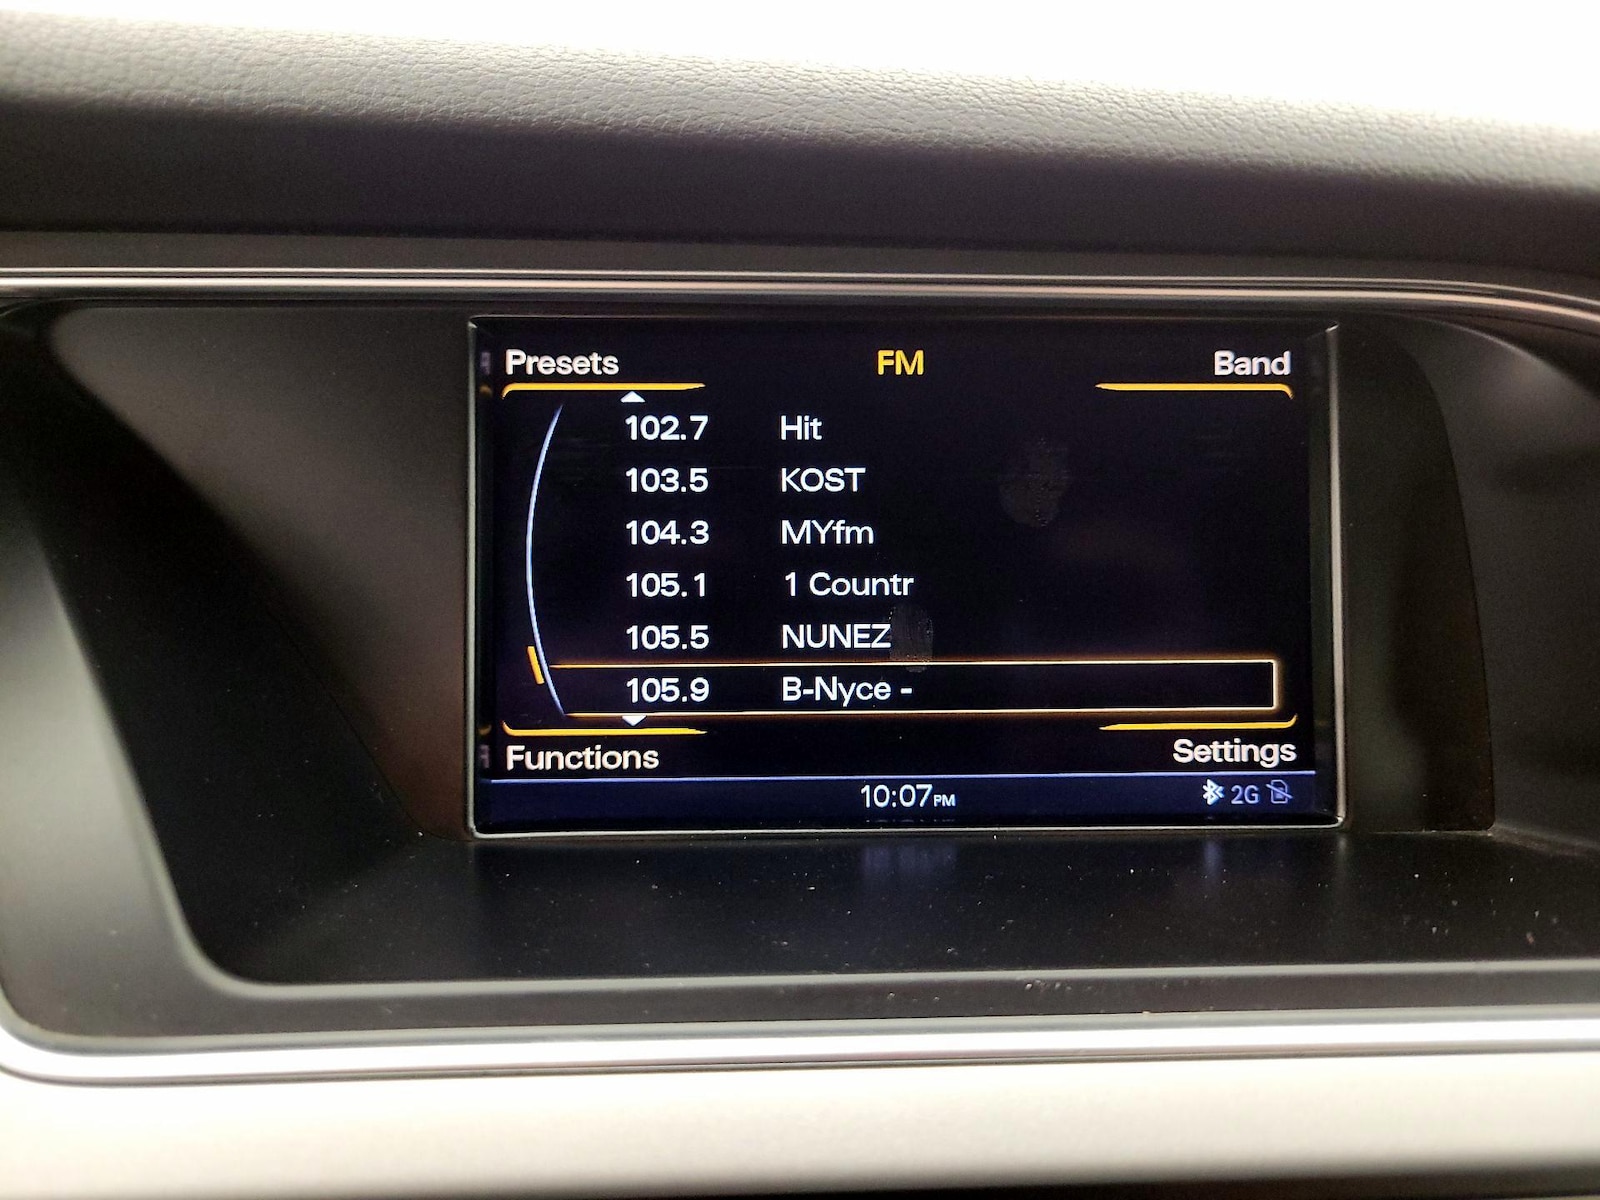 Presets FM Band
102.7 Hit
103.5 KOST
104.3 MYfm
105.1 1 Countr
105.5 NUNEZ
105.9 B-Nyce -
Functions Settings
10:07PM 2G